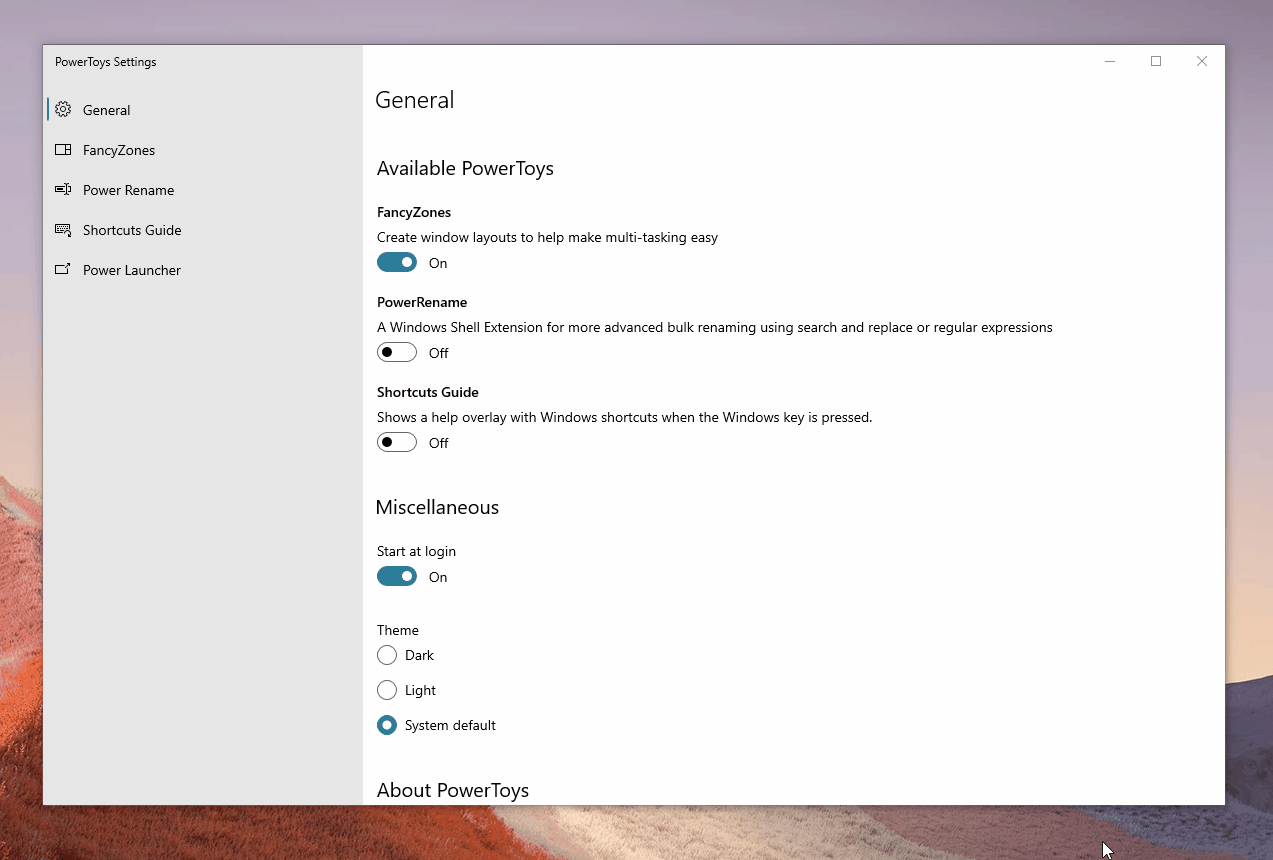 PowerToys Settings
General
FancyZones
Power Rename
Shortcuts Guide
Power Launcher
General
Available PowerToys
FancyZones
Create window layouts to help make multi-tasking easy
On
PowerRename
A Windows Shell Extension for more advanced bulk renaming using search and replace or regular expressions
Off
Shortcuts Guide
Shows a help overlay with Windows shortcuts when the Windows key is pressed.
Off
Miscellaneous
Start at login
On
Theme
Dark
Light
System default
About PowerToys